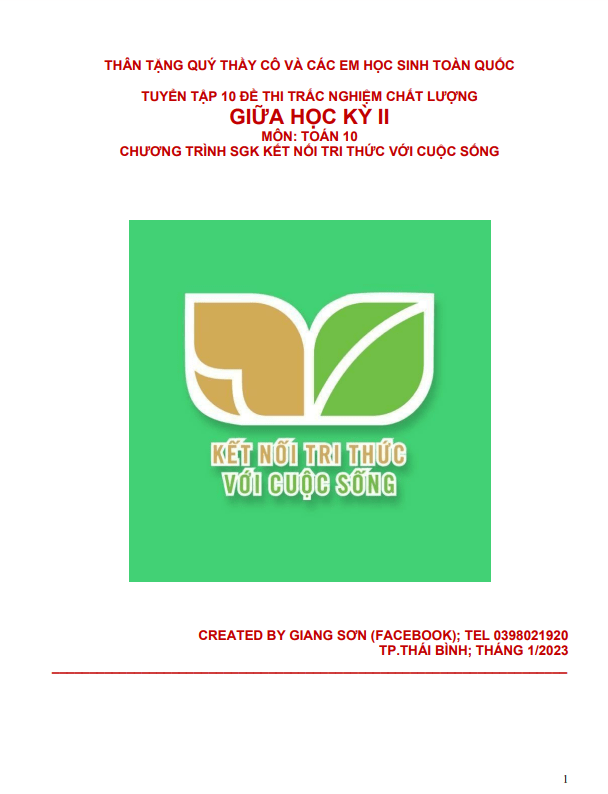 THÂN TẶNG QUÝ THẦY CÔ VÀ CÁC EM HỌC SINH TOÀN QUỐC
TUYỂN TẬP 10 ĐỀ THI TRẮC NGHIỆM CHẤT LƯỢNG
GIỮA HỌC KỲ II
MÔN: TOÁN 10
CHƯƠNG TRÌNH SGK KẾT NỐI TRI THỨC VỚI CUỘC SỐNG
KẾT NỐI TRI THỨC
VỚI CUỘC SỐNG
CREATED BY GIANG SƠN (FACEBOOK); TEL 0398021920
TP.THÁI BÌNH; THÁNG 1/2023
1